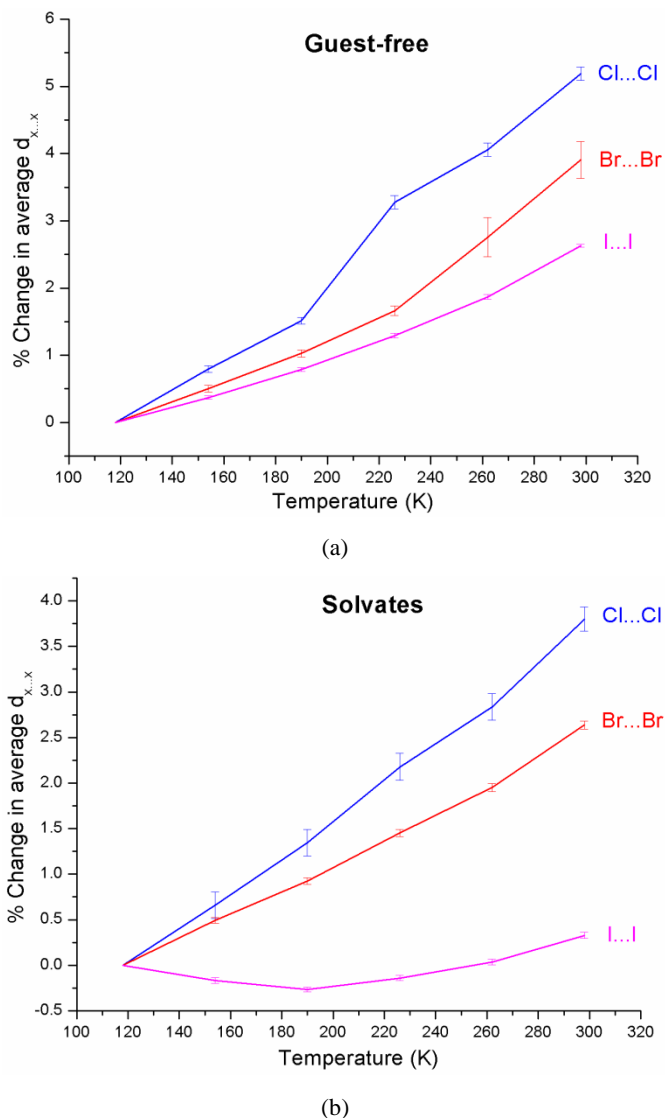 Guest-free
Cl...Cl
Br...Br
I...I
% Change in average d_x...x
6
5
4
3
2
1
0
100 120 140 160 180 200 220 240 260 280 300 320
Temperature (K)
(a)
Solvates
Cl...Cl
Br...Br
I...I
% Change in average d_x...x
4.0
3.5
3.0
2.5
2.0
1.5
1.0
0.5
0.0
-0.5
100 120 140 160 180 200 220 240 260 280 300 320
Temperature (K)
(b)